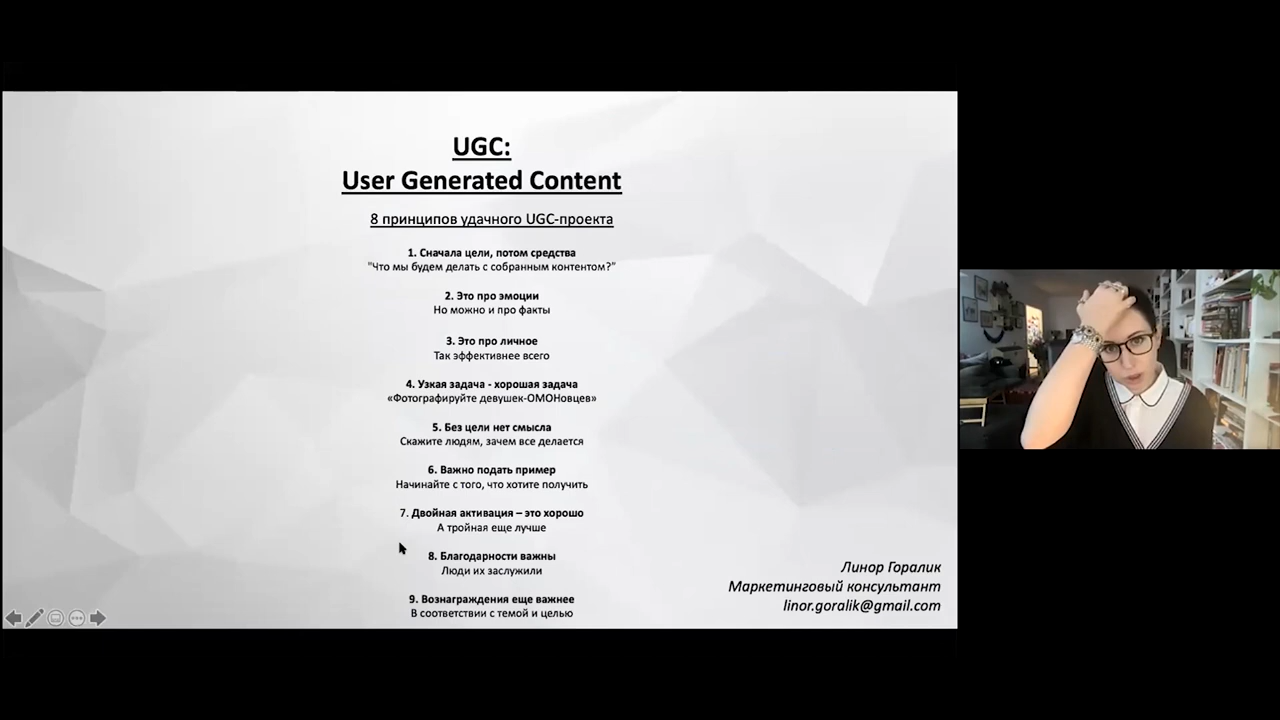 UGC:
User Generated Content
8 принципов удачного UGC-проекта
1. Сначала цели, потом средства
"Что мы будем делать с собранным контентом?"
2. Это про эмоции
Но можно и про факты
3. Это про личное
Так эффективнее всего
4. Узкая задача - хорошая задача
«Фотографируйте девушек-ОМОНовцев»
5. Без цели нет смысла
Скажите людям, зачем все делается
6. Важно подать пример
Начинайте с того, что хотите получить
7. Двойная активация – это хорошо
А тройная еще лучше
8. Благодарности важны
Люди их заслужили
9. Вознаграждения еще важнее
В соответствии с темой и целью
Линор Горалик
Маркетинговый консультант
linor.goralik@gmail.com